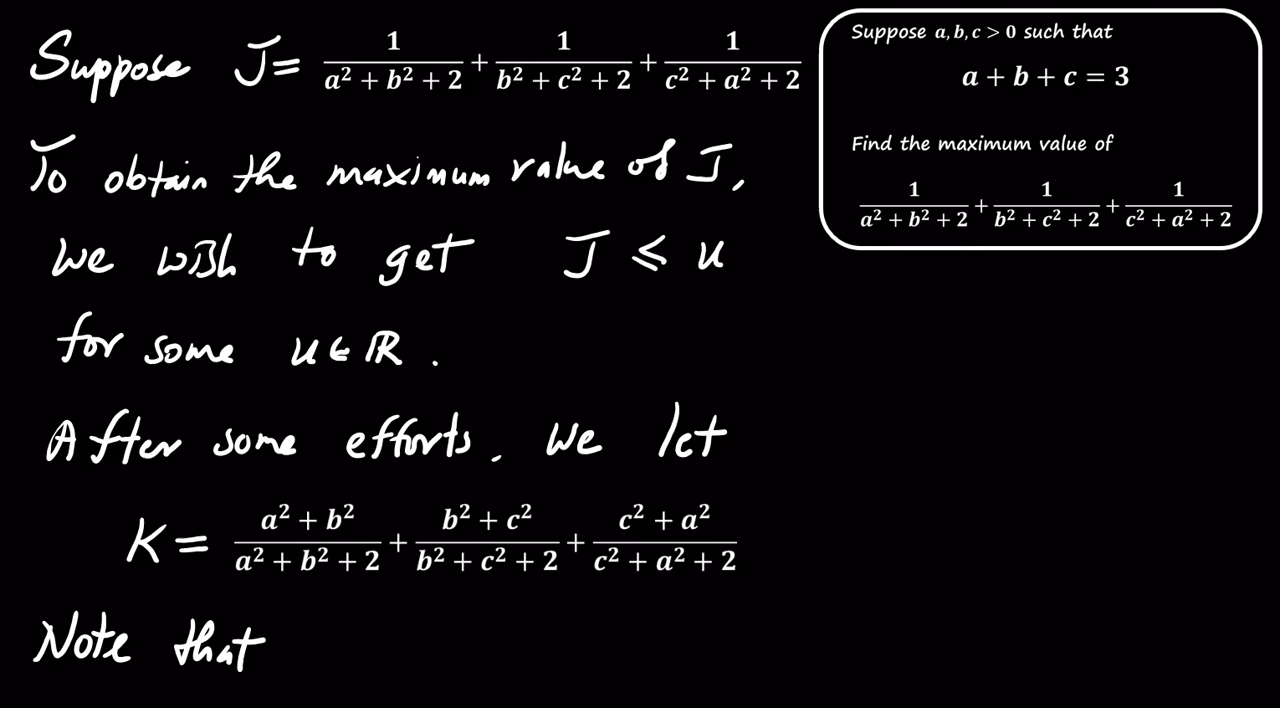 Suppose J = 1/(a² + b² + 2) + 1/(b² + c² + 2) + 1/(c² + a² + 2)
To obtain the maximum value of J,
we wish to get J ≤ u
for some u ∈ ℝ.
After some efforts, we let
K = (a² + b²)/(a² + b² + 2) + (b² + c²)/(b² + c² + 2) + (c² + a²)/(c² + a² + 2)
Note that
Suppose a, b, c > 0 such that
a + b + c = 3
Find the maximum value of
1/(a² + b² + 2) + 1/(b² + c² + 2) + 1/(c² + a² + 2)